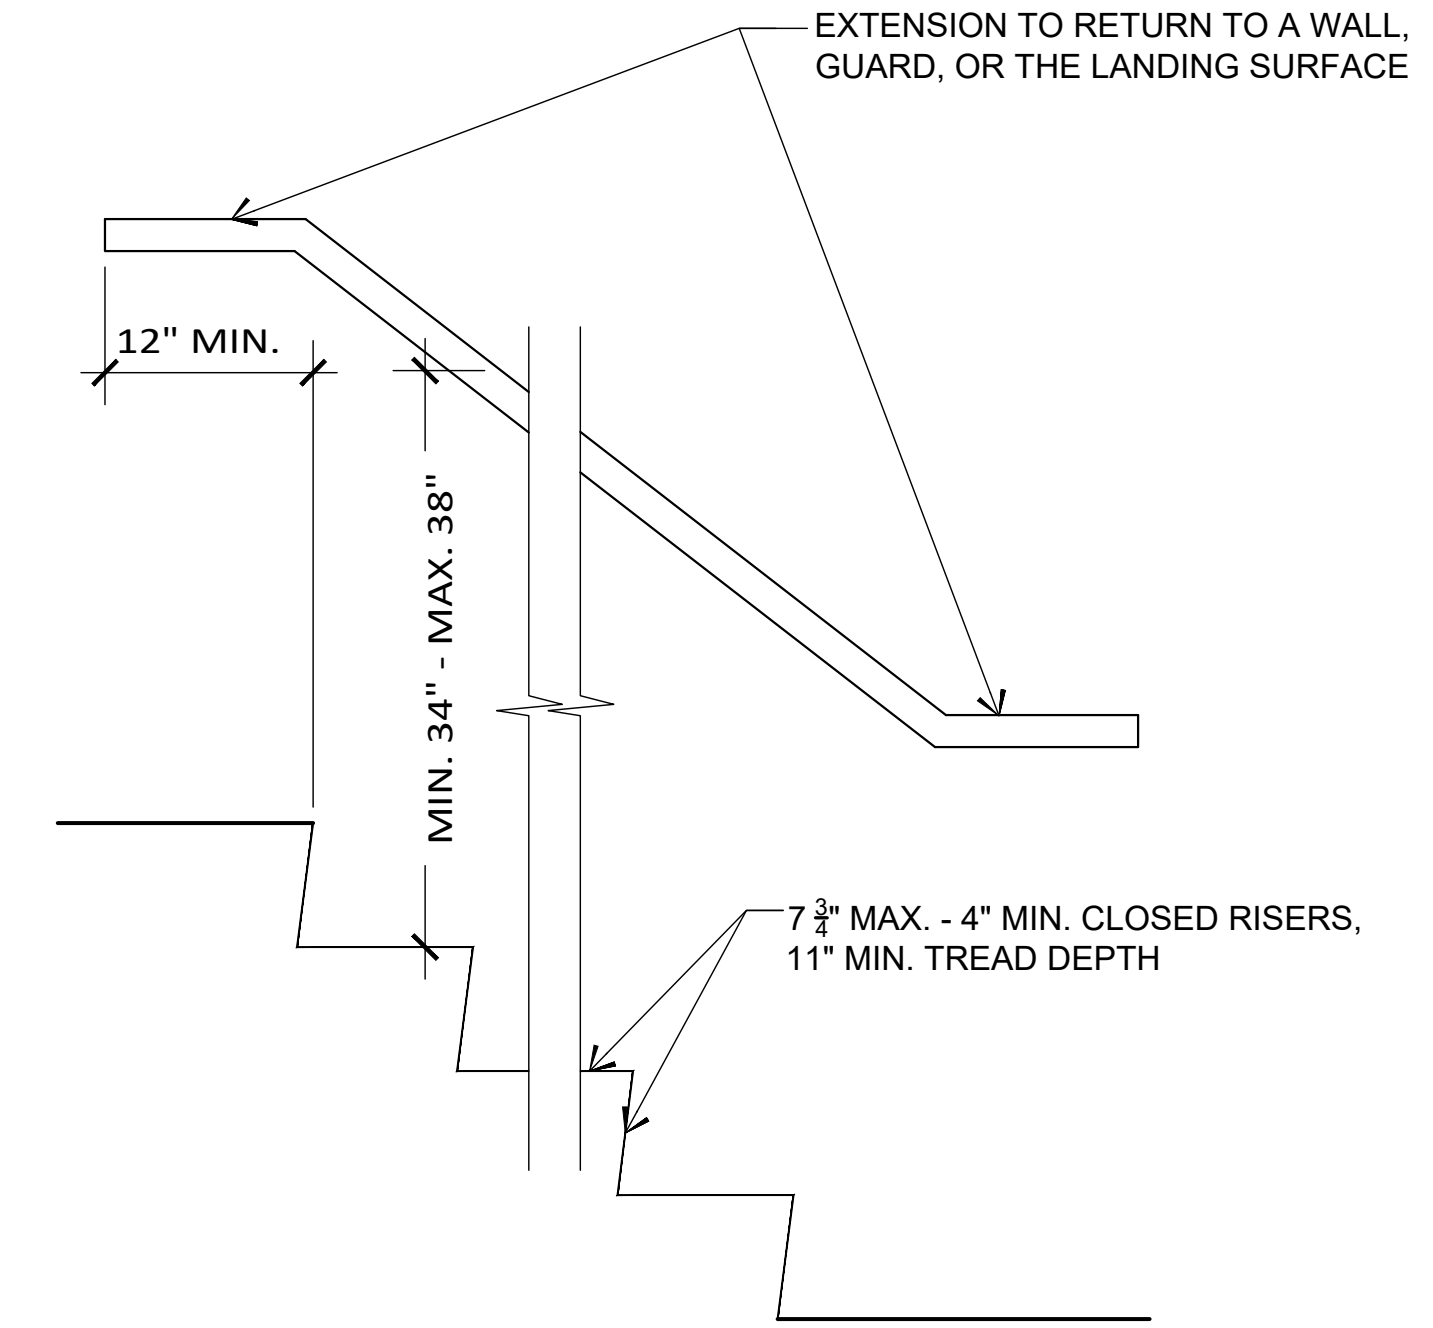 EXTENSION TO RETURN TO A WALL,
GUARD, OR THE LANDING SURFACE
12" MIN.
MIN. 34" - MAX. 38"
7 3/4" MAX. - 4" MIN. CLOSED RISERS,
11" MIN. TREAD DEPTH